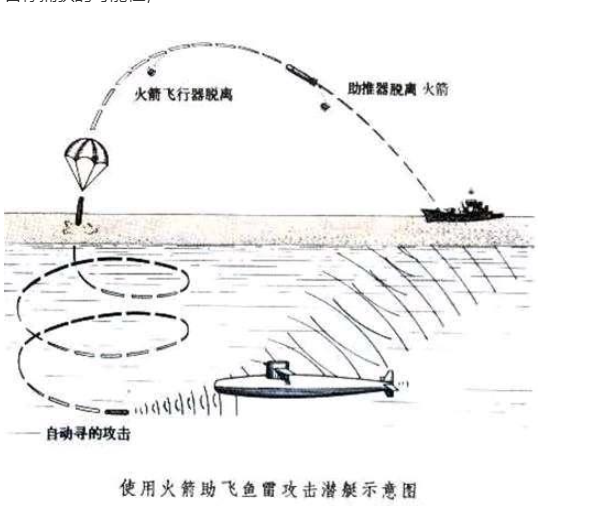 火箭飞行器脱离
助推器脱离 火箭
自动寻的攻击
使用火箭助飞鱼雷攻击潜艇示意图